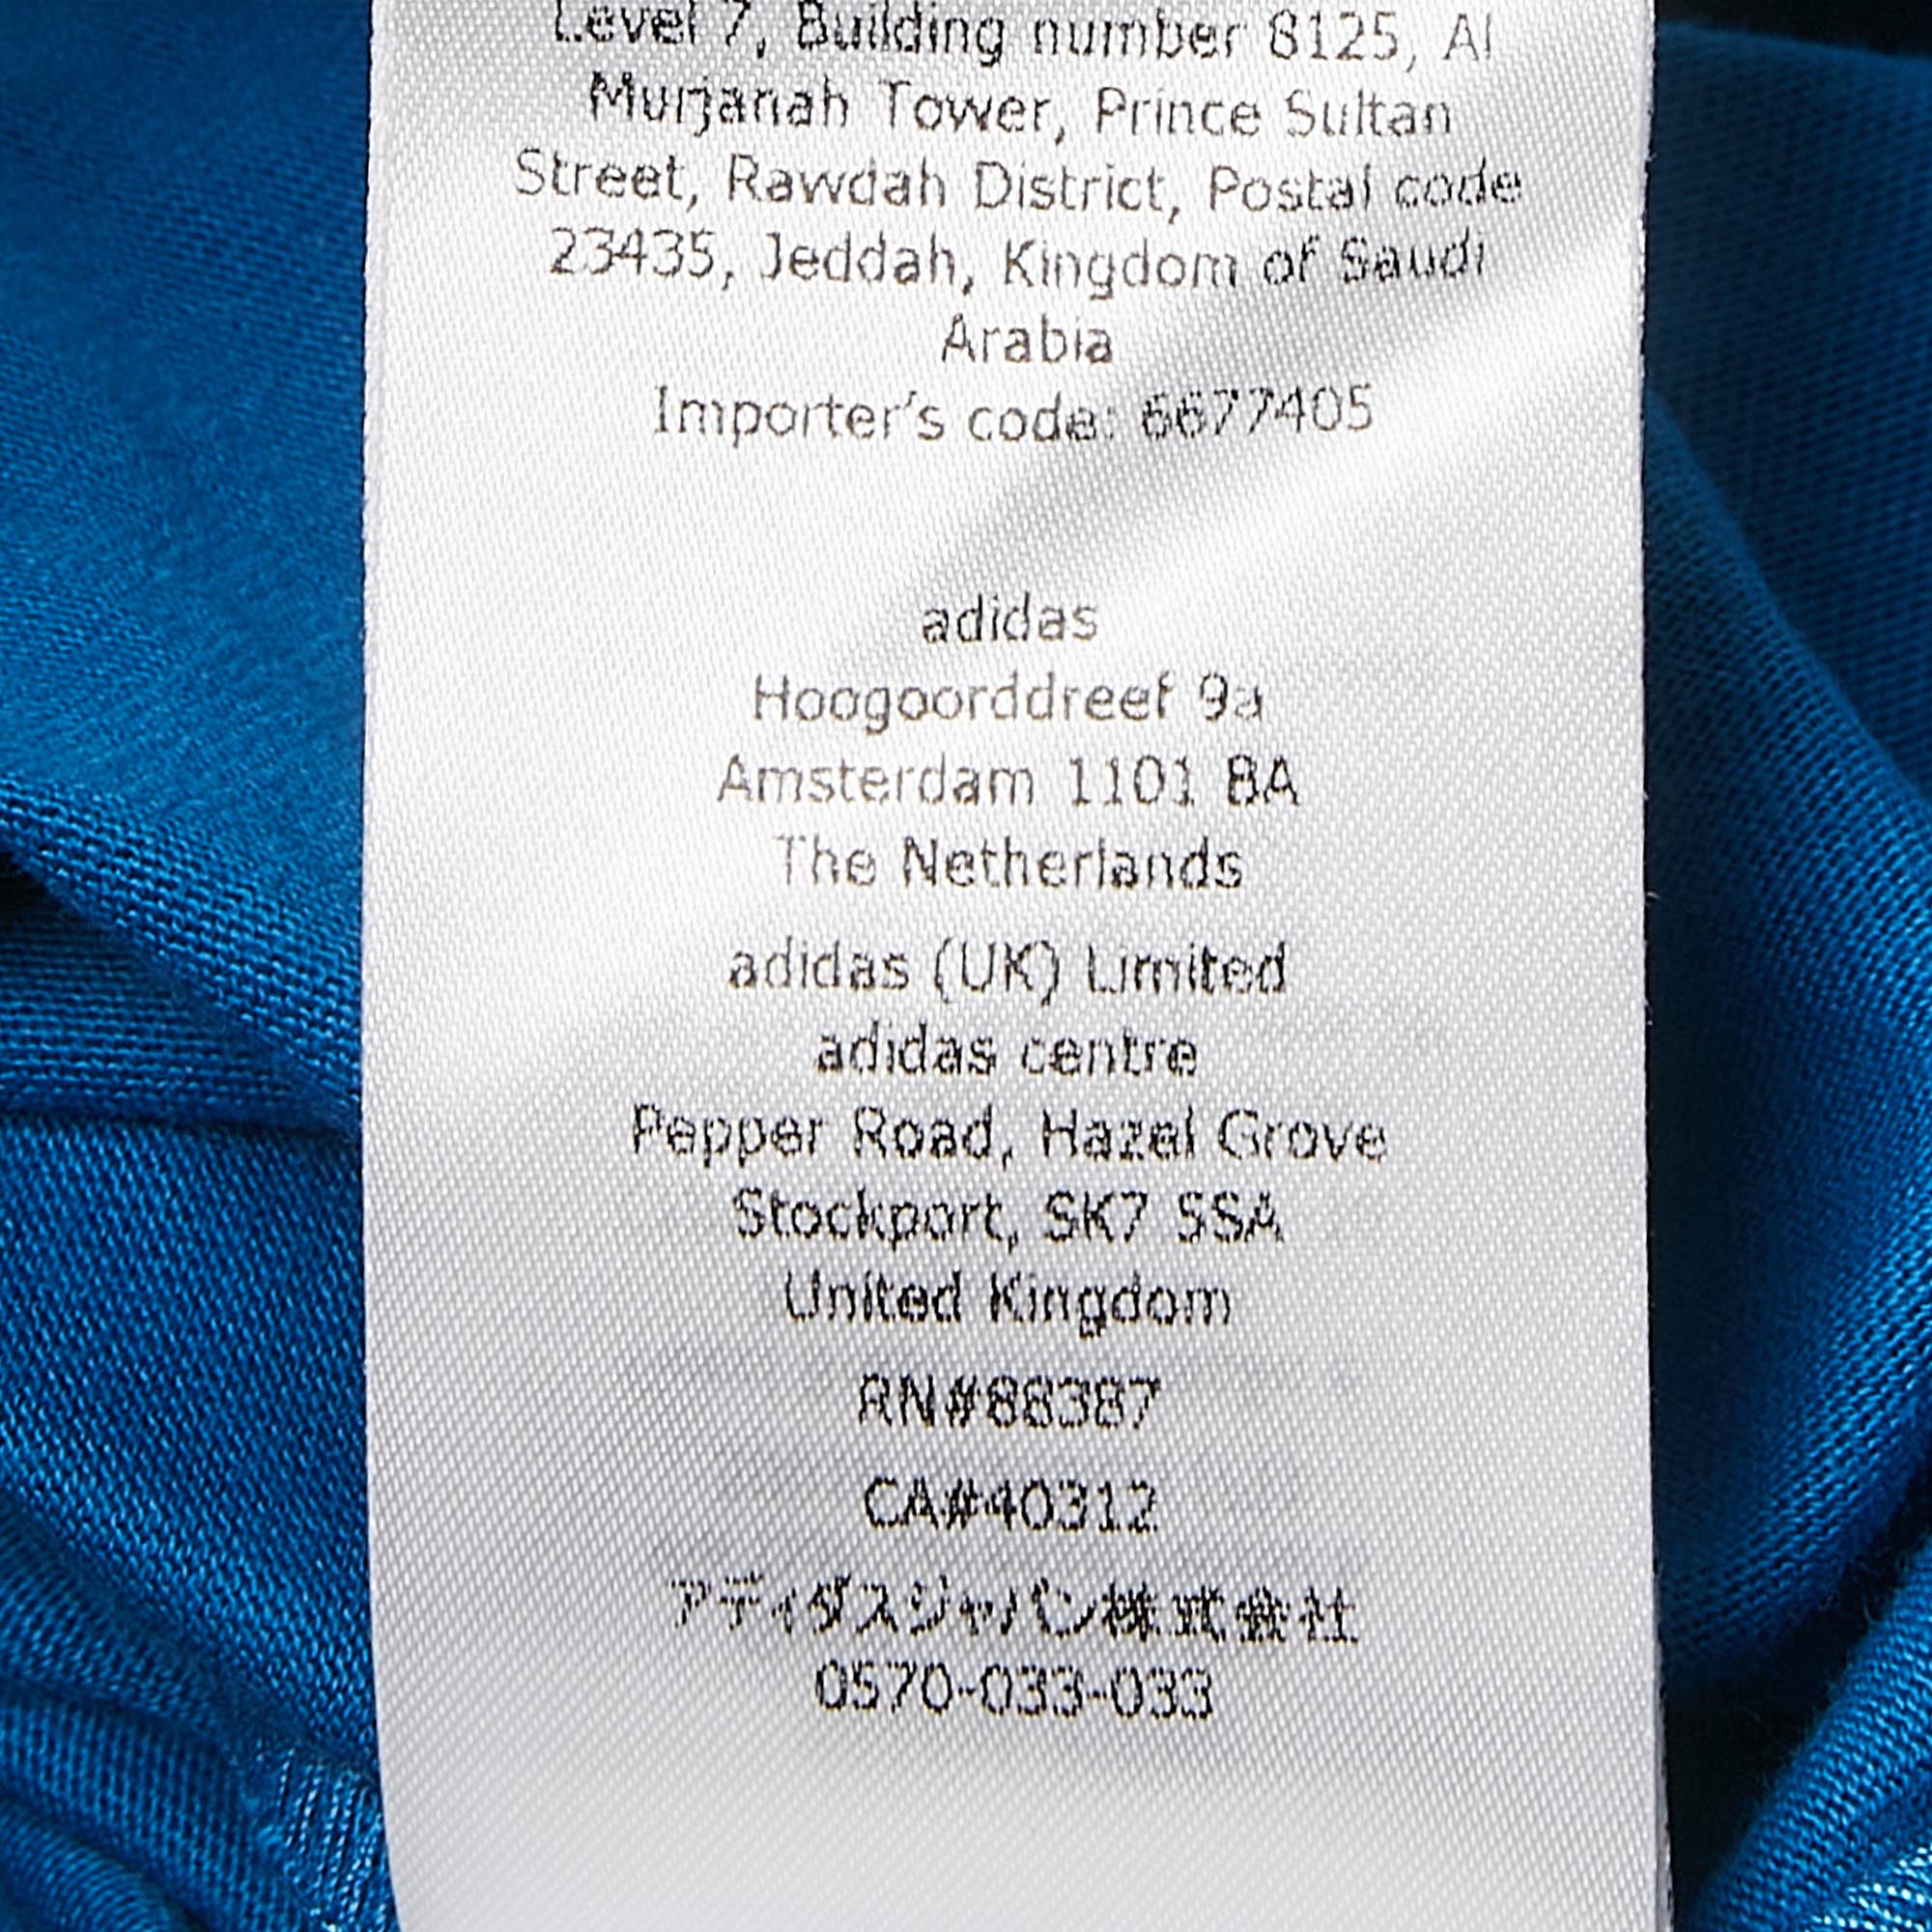 Level 7, Building number 8125, Al
Murjanah Tower, Prince Sultan
Street, Rawdah District, Postal code
23435, Jeddah, Kingdom of Saudi
Arabia
Importer’s code: 6677405
adidas
Hoogoorddreef 9a
Amsterdam 1101 BA
The Netherlands
adidas (UK) Limited
adidas centre
Pepper Road, Hazel Grove
Stockport, SK7 5SA
United Kingdom
RN#88387
CA#40312
アディダスジャパン株式会社
0570-033-033